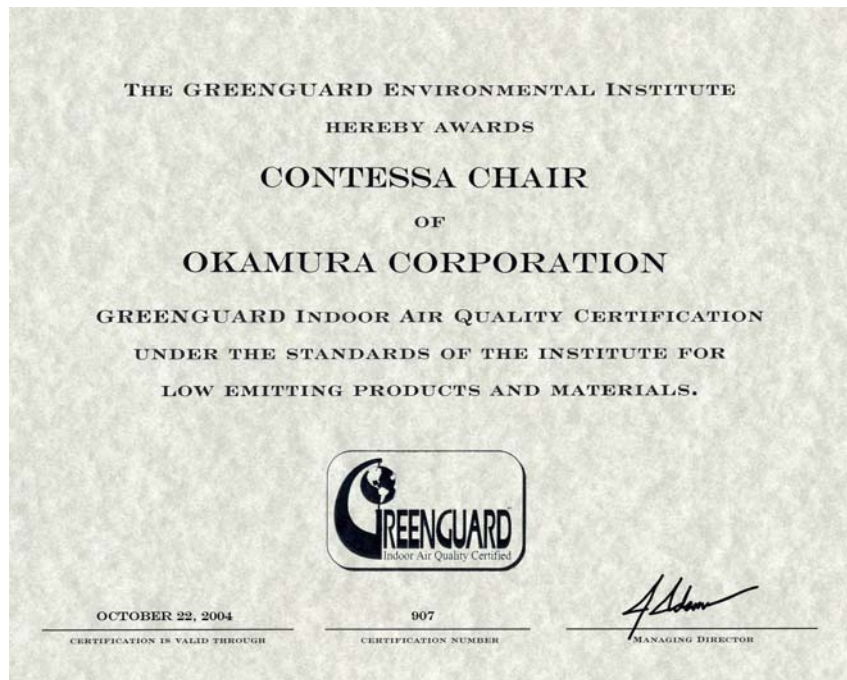 THE GREENGUARD ENVIRONMENTAL INSTITUTE
HEREBY AWARDS
CONTESSA CHAIR
OF
OKAMURA CORPORATION
GREENGUARD INDOOR AIR QUALITY CERTIFICATION
UNDER THE STANDARDS OF THE INSTITUTE FOR
LOW EMITTING PRODUCTS AND MATERIALS.
GREENGUARD
Indoor Air Quality Certified
OCTOBER 22, 2004
CERTIFICATION IS VALID THROUGH
907
CERTIFICATION NUMBER
MANAGING DIRECTOR